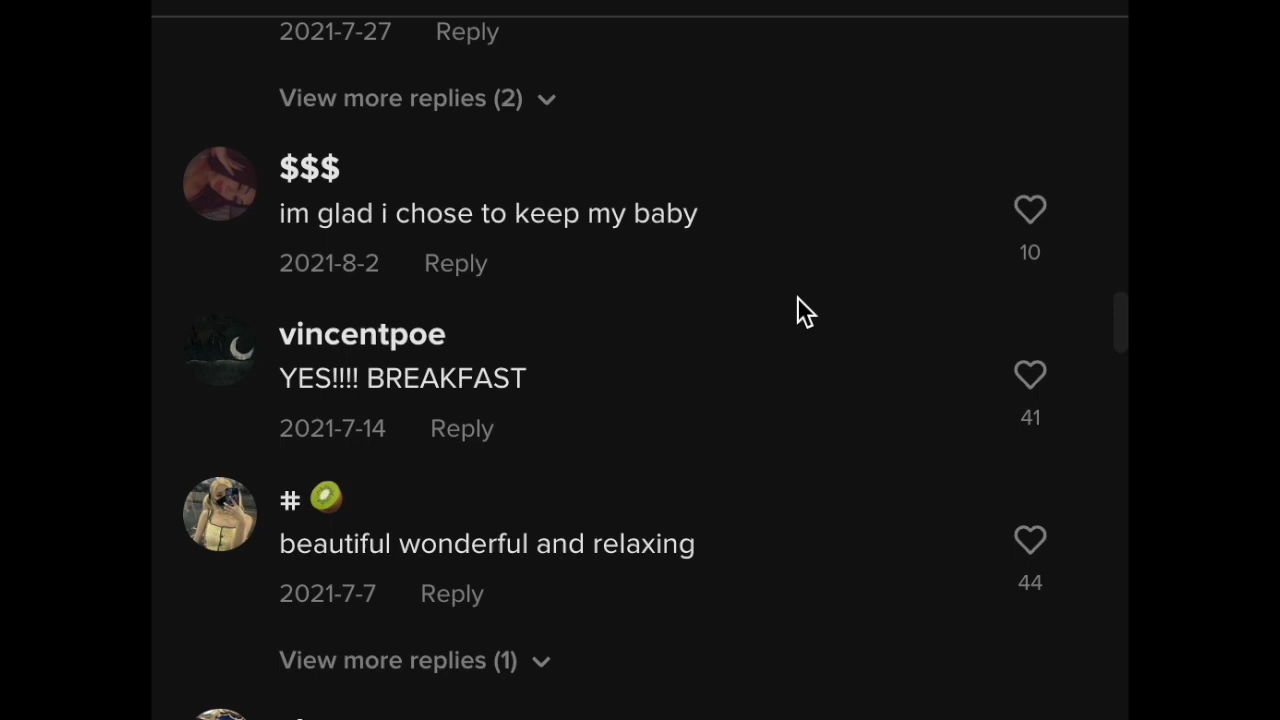 2021-7-27 Reply
View more replies (2)
$$$
im glad i chose to keep my baby
2021-8-2 Reply
10
vincentpoe
YES!!!! BREAKFAST
2021-7-14 Reply
41
# 🥝
beautiful wonderful and relaxing
2021-7-7 Reply
44
View more replies (1)